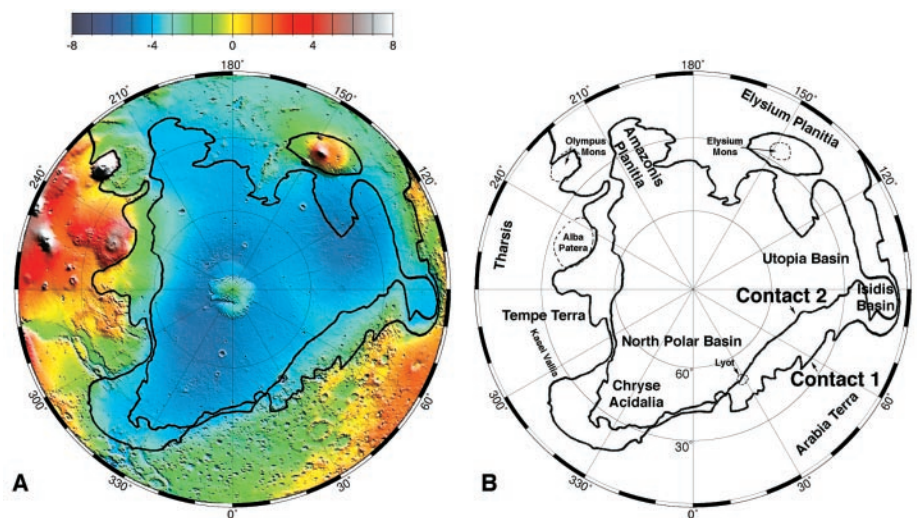 -8 -4 0 4 8
A
180°
150°
120°
60°
30°
0°
330°
300°
240°
210°
B
180°
150°
120°
60°
30°
0°
330°
300°
240°
210°
Elysium Planitia
Olympus
Mons
Amazonis
Planitia
Elysium
Mons
Tharsis
Alba
Patera
Utopia Basin
Isidis
Basin
Contact 2
Tempe Terra
Kasei Vallis
North Polar Basin
Lyot
60°
Contact 1
Chryse
Acidalia
Arabia Terra
30°